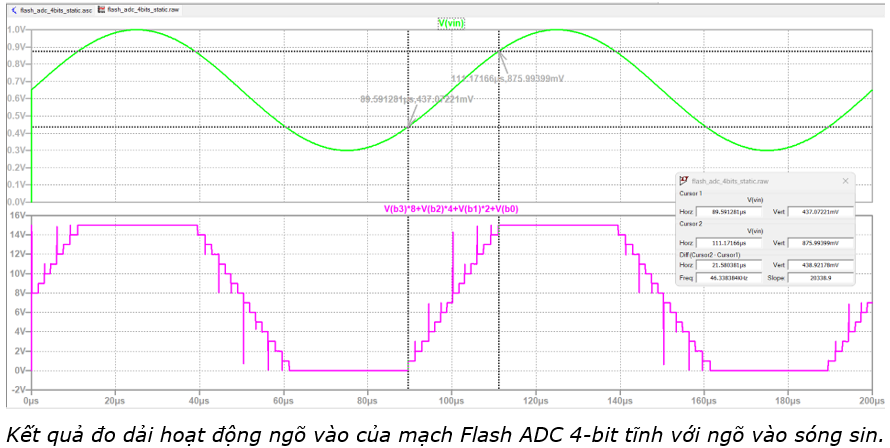 flash_adc_4bits_static.asc flash_adc_4bits_static.raw
V(vin)
1.0V
0.9V
0.8V
0.7V
0.6V
0.5V
0.4V
0.3V
0.2V
0.1V
0.0V
111.17166µs,875.99399mV
89.591281µs,437.07221mV
V(b3)*8+V(b2)*4+V(b1)*2+V(b0)
16V
14V
12V
10V
8V
6V
4V
2V
0V
-2V
0µs 20µs 40µs 60µs 80µs 100µs 120µs 140µs 160µs 180µs 200µs
flash_adc_4bits_static.raw
Cursor 1
V(vin)
Horz: 89.591281µs Vert: 437.07221mV
Cursor 2
V(vin)
Horz: 111.17166µs Vert: 875.99399mV
Diff (Cursor2 - Cursor1)
Horz: 21.580381µs Vert: 438.92178mV
Freq: 46.338384KHz Slope: 20338.9
Kết quả đo dải hoạt động ngõ vào của mạch Flash ADC 4-bit tĩnh với ngõ vào sóng sin.